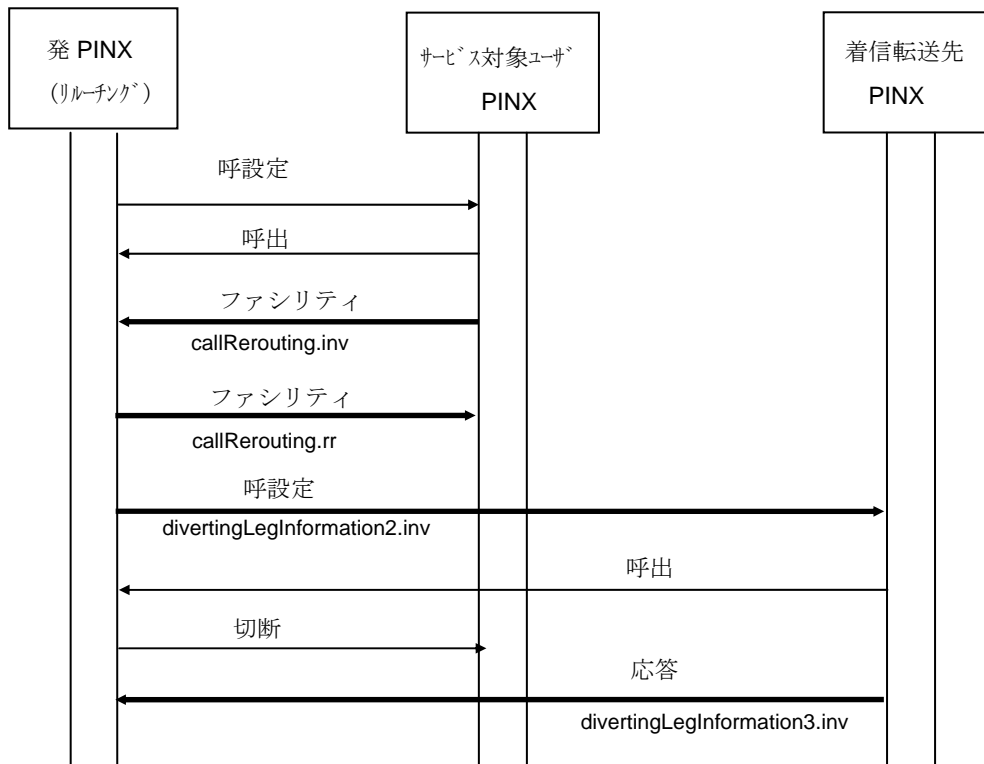 発 PINX
(ﾘﾙｰﾁﾝｸﾞ)
ｻｰﾋﾞｽ対象ﾕｰｻﾞ
PINX
着信転送先
PINX
呼設定
呼出
ファシリティ
callRerouting.inv
ファシリティ
callRerouting.rr
呼設定
divertingLegInformation2.inv
呼出
切断
応答
divertingLegInformation3.inv